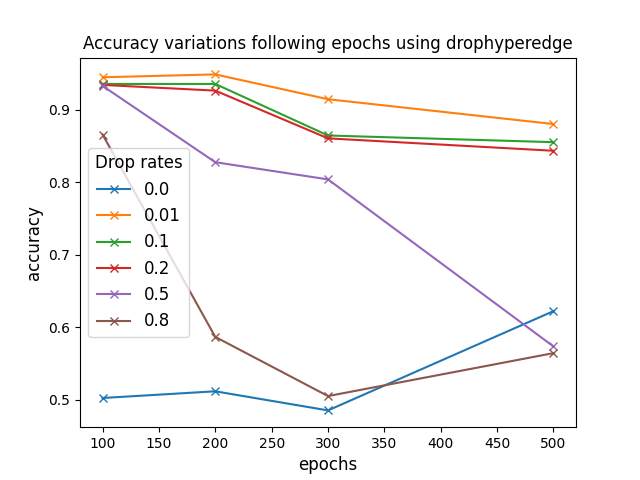 Accuracy variations following epochs using drophyperedge
accuracy
0.9
0.8
0.7
0.6
0.5
Drop rates
0.0
0.01
0.1
0.2
0.5
0.8
100 150 200 250 300 350 400 450 500
epochs